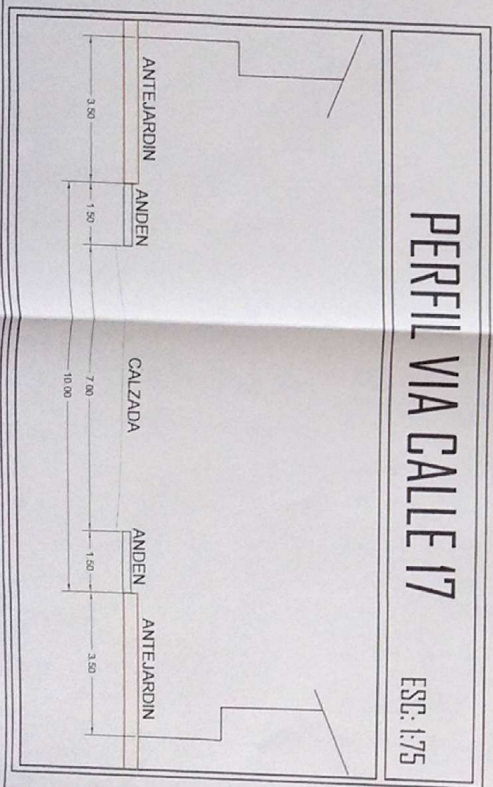 PERFIL VIA CALLE 17
ESC: 1:75
ANTEJARDIN
ANDEN
CALZADA
ANDEN
ANTEJARDIN
3.50
1.50
7.00
1.50
3.50
10.00